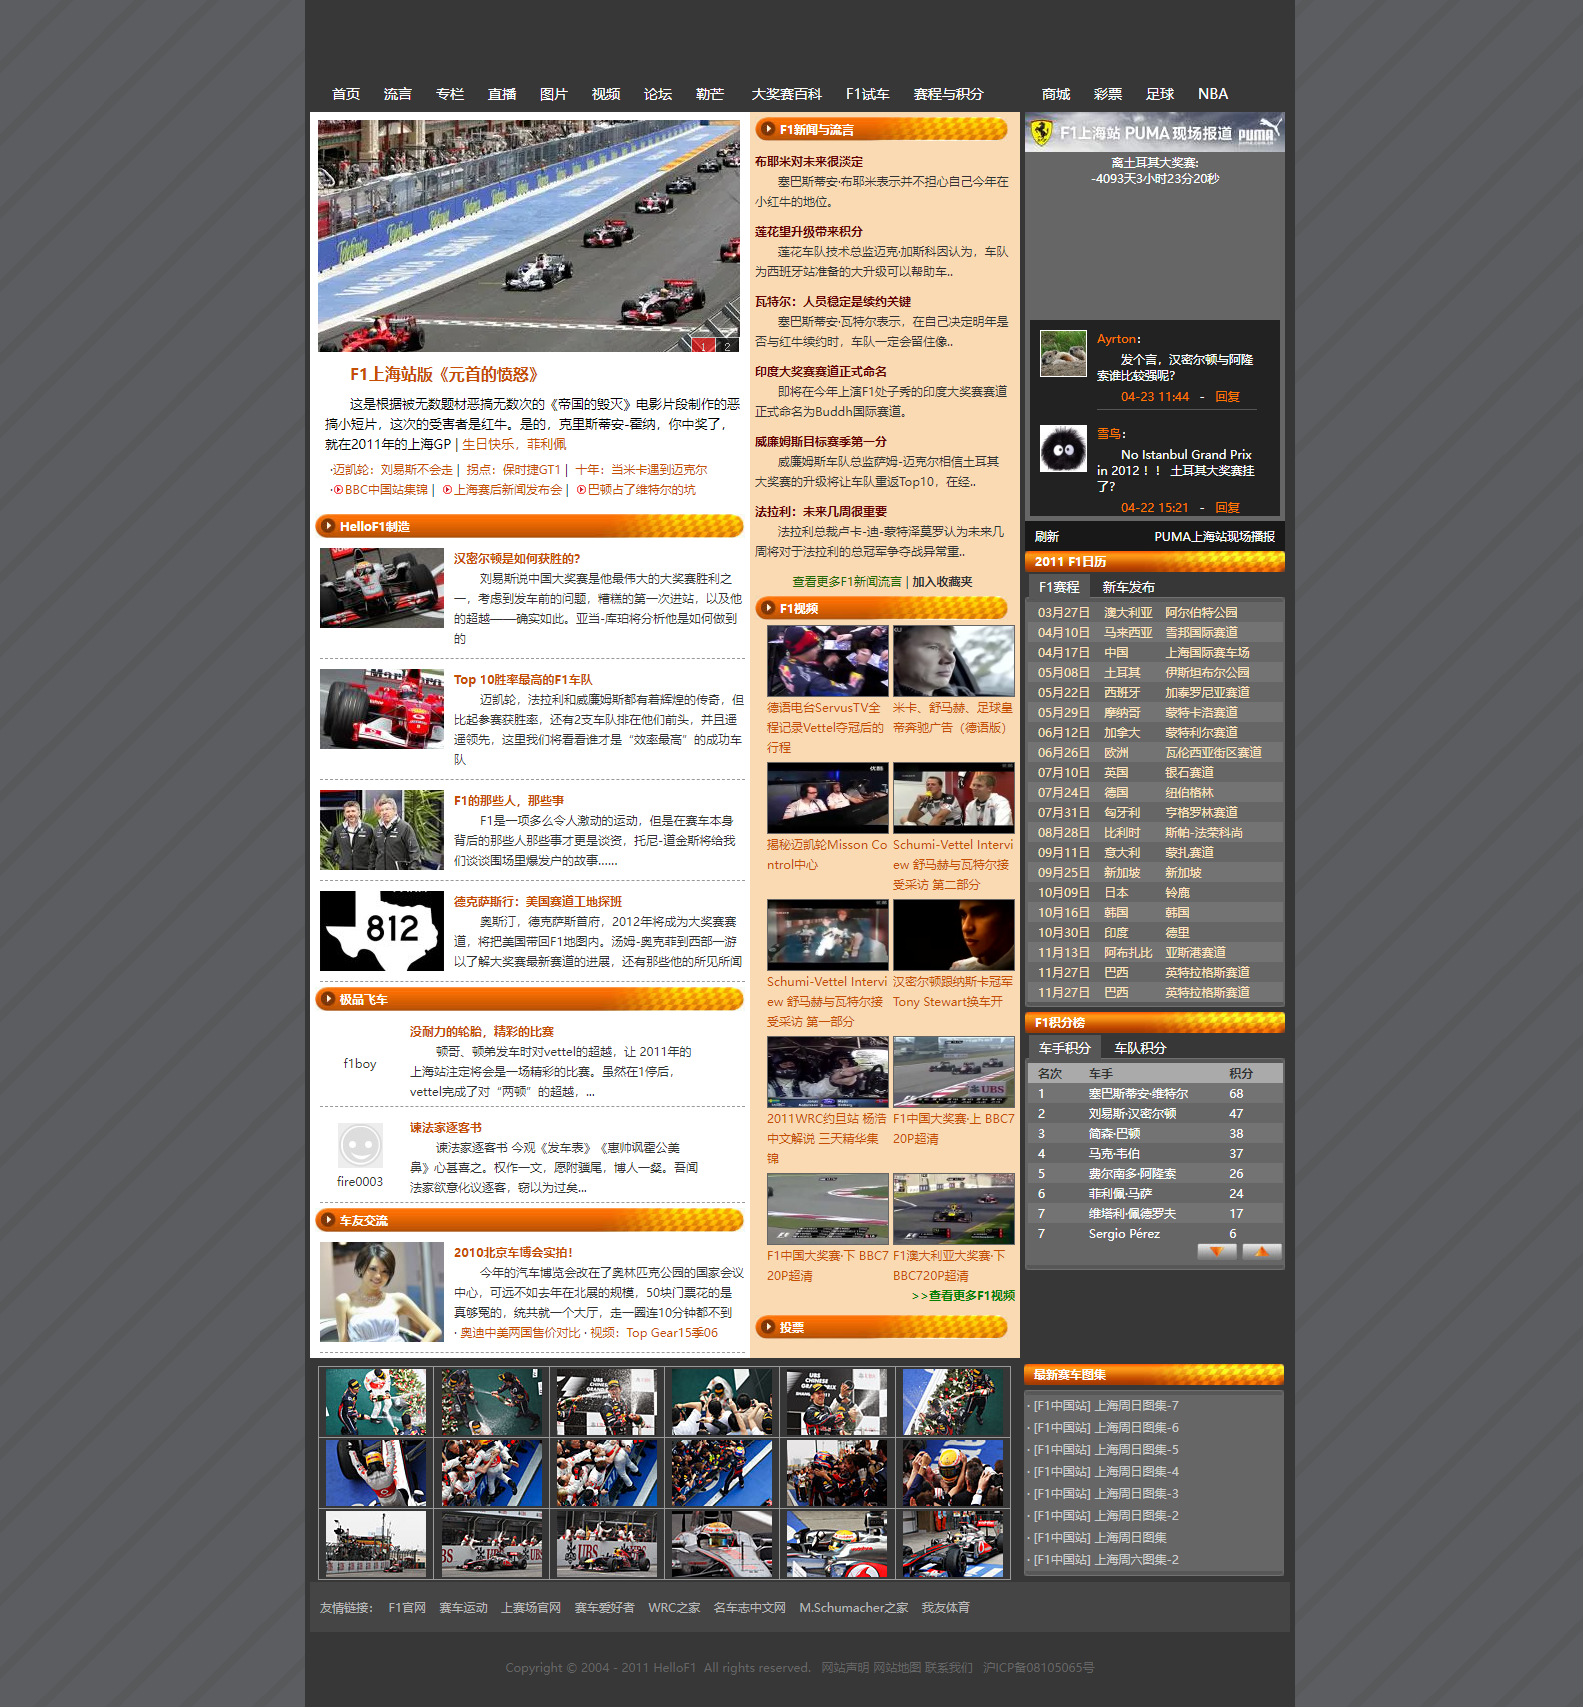 首页 流言 专栏 直播 图片 视频 论坛 勒芒 大奖赛百科 F1试车 赛程与积分 商城 彩票 足球 NBA
1 2
F1上海站版《元首的愤怒》
这是根据被无数题材恶搞无数次的《帝国的毁灭》电影片段制作的恶
搞小短片，这次的受害者是红牛。是的，克里斯蒂安-霍纳，你中奖了，
就在2011年的上海GP | 生日快乐，菲利佩
·迈凯轮：刘易斯不会走 | 拐点：保时捷GT1 | 十年：当米卡遇到迈克尔
·BBC中国站集锦 | 上海赛后新闻发布会 | 巴顿占了维特尔的坑
HelloF1制造
汉密尔顿是如何获胜的?
刘易斯说中国大奖赛是他最伟大的大奖赛胜利之
一，考虑到发车前的问题，糟糕的第一次进站，以及他
的超越——确实如此。亚当-库珀将分析他是如何做到
的
Top 10胜率最高的F1车队
迈凯轮，法拉利和威廉姆斯都有着辉煌的传奇，但
比起参赛获胜率，还有2支车队排在他们前头，并且遥
遥领先，这里我们将看看谁才是“效率最高”的成功车
队
F1的那些人，那些事
F1是一项多么令人激动的运动，但是在赛车本身
背后的那些人那些事才更是谈资，托尼-道金斯将给我
们谈谈围场里爆发户的故事……
812
德克萨斯行：美国赛道工地探班
奥斯汀，德克萨斯首府，2012年将成为大奖赛赛
道，将把美国带回F1地图内。汤姆-奥克菲到西部一游
以了解大奖赛最新赛道的进展，还有那些他的所见所闻
极品飞车
没耐力的轮胎，精彩的比赛
f1boy
顿哥、顿弟发车时对vettel的超越，让 2011年的
上海站注定将会是一场精彩的比赛。虽然在1停后，
vettel完成了对“两顿”的超越，...
谏法家逐客书
fire0003
谏法家逐客书 今观《发车表》《惠帅讽霍公美
鼻》心甚喜之。权作一文，愿附骥尾，博人一粲。吾闻
法家欲意化议逐客，窃以为过矣...
车友交流
2010北京车博会实拍！
今年的汽车博览会改在了奥林匹克公园的国家会议
中心，可远不如去年在北展的规模，50块门票花的是
真够冤的，统共就一个大厅，走一圈连10分钟都不到
· 奥迪中美两国售价对比 · 视频：Top Gear15季06
F1新闻与流言
布耶米对未来很淡定
塞巴斯蒂安·布耶米表示并不担心自己今年在
小红牛的地位。
莲花望升级带来积分
莲花车队技术总监迈克·加斯科因认为，车队
为西班牙站准备的大升级可以帮助车..
瓦特尔：人员稳定是续约关键
塞巴斯蒂安·瓦特尔表示，在自己决定明年是
否与红牛续约时，车队一定会留住像..
印度大奖赛赛道正式命名
即将在今年上演F1处子秀的印度大奖赛赛道
正式命名为Buddh国际赛道。
威廉姆斯目标赛季第一分
威廉姆斯车队总监萨姆-迈克尔相信土耳其
大奖赛的升级将让车队重返Top10，在经..
法拉利：未来几周很重要
法拉利总裁卢卡-迪-蒙特泽莫罗认为未来几
周将对于法拉利的总冠军争夺战异常重..
查看更多F1新闻流言 | 加入收藏夹
F1视频
德语电台ServusTV全
程记录Vettel夺冠后的
行程
米卡、舒马赫、足球皇
帝奔驰广告（德语版）
揭秘迈凯轮Misson Co
ntrol中心
Schumi-Vettel Intervi
ew 舒马赫与瓦特尔接
受采访 第二部分
Schumi-Vettel Intervi
ew 舒马赫与瓦特尔接
受采访 第一部分
汉密尔顿跟纳斯卡冠军
Tony Stewart换车开
2011WRC约旦站 杨浩
中文解说 三天精华集
锦
F1中国大奖赛·上 BBC7
20P超清
F1中国大奖赛·下 BBC7
20P超清
F1澳大利亚大奖赛·下
BBC720P超清
>>查看更多F1视频
投票
F1上海站 PUMA 现场报道 PUMA
离土耳其大奖赛:
-4093天3小时23分20秒
Ayrton：
发个言，汉密尔顿与阿隆
索谁比较强呢?
04-23 11:44 - 回复
雪鸟：
No Istanbul Grand Prix
in 2012！！ 土耳其大奖赛挂
了？
04-22 15:21 - 回复
刷新 PUMA上海站现场播报
2011 F1日历
F1赛程 新车发布
03月27日 澳大利亚 阿尔伯特公园
04月10日 马来西亚 雪邦国际赛道
04月17日 中国 上海国际赛车场
05月08日 土耳其 伊斯坦布尔公园
05月22日 西班牙 加泰罗尼亚赛道
05月29日 摩纳哥 蒙特卡洛赛道
06月12日 加拿大 蒙特利尔赛道
06月26日 欧洲 瓦伦西亚街区赛道
07月10日 英国 银石赛道
07月24日 德国 纽伯格林
07月31日 匈牙利 亨格罗林赛道
08月28日 比利时 斯帕-法荣科尚
09月11日 意大利 蒙扎赛道
09月25日 新加坡 新加坡
10月09日 日本 铃鹿
10月16日 韩国 韩国
10月30日 印度 德里
11月13日 阿布扎比 亚斯港赛道
11月27日 巴西 英特拉格斯赛道
11月27日 巴西 英特拉格斯赛道
F1积分榜
车手积分 车队积分
名次 车手 积分
1 塞巴斯蒂安·维特尔 68
2 刘易斯·汉密尔顿 47
3 简森·巴顿 38
4 马克·韦伯 37
5 费尔南多·阿隆索 26
6 菲利佩·马萨 24
7 维塔利·佩德罗夫 17
7 Sergio Pérez 6
最新赛车图集
· [F1中国站] 上海周日图集-7
· [F1中国站] 上海周日图集-6
· [F1中国站] 上海周日图集-5
· [F1中国站] 上海周日图集-4
· [F1中国站] 上海周日图集-3
· [F1中国站] 上海周日图集-2
· [F1中国站] 上海周日图集
· [F1中国站] 上海周六图集-2
友情链接： F1官网 赛车运动 上赛场官网 赛车爱好者 WRC之家 名车志中文网 M.Schumacher之家 我友体育
Copyright © 2004 - 2011 HelloF1 All rights reserved. 网站声明 网站地图 联系我们 沪ICP备08105065号